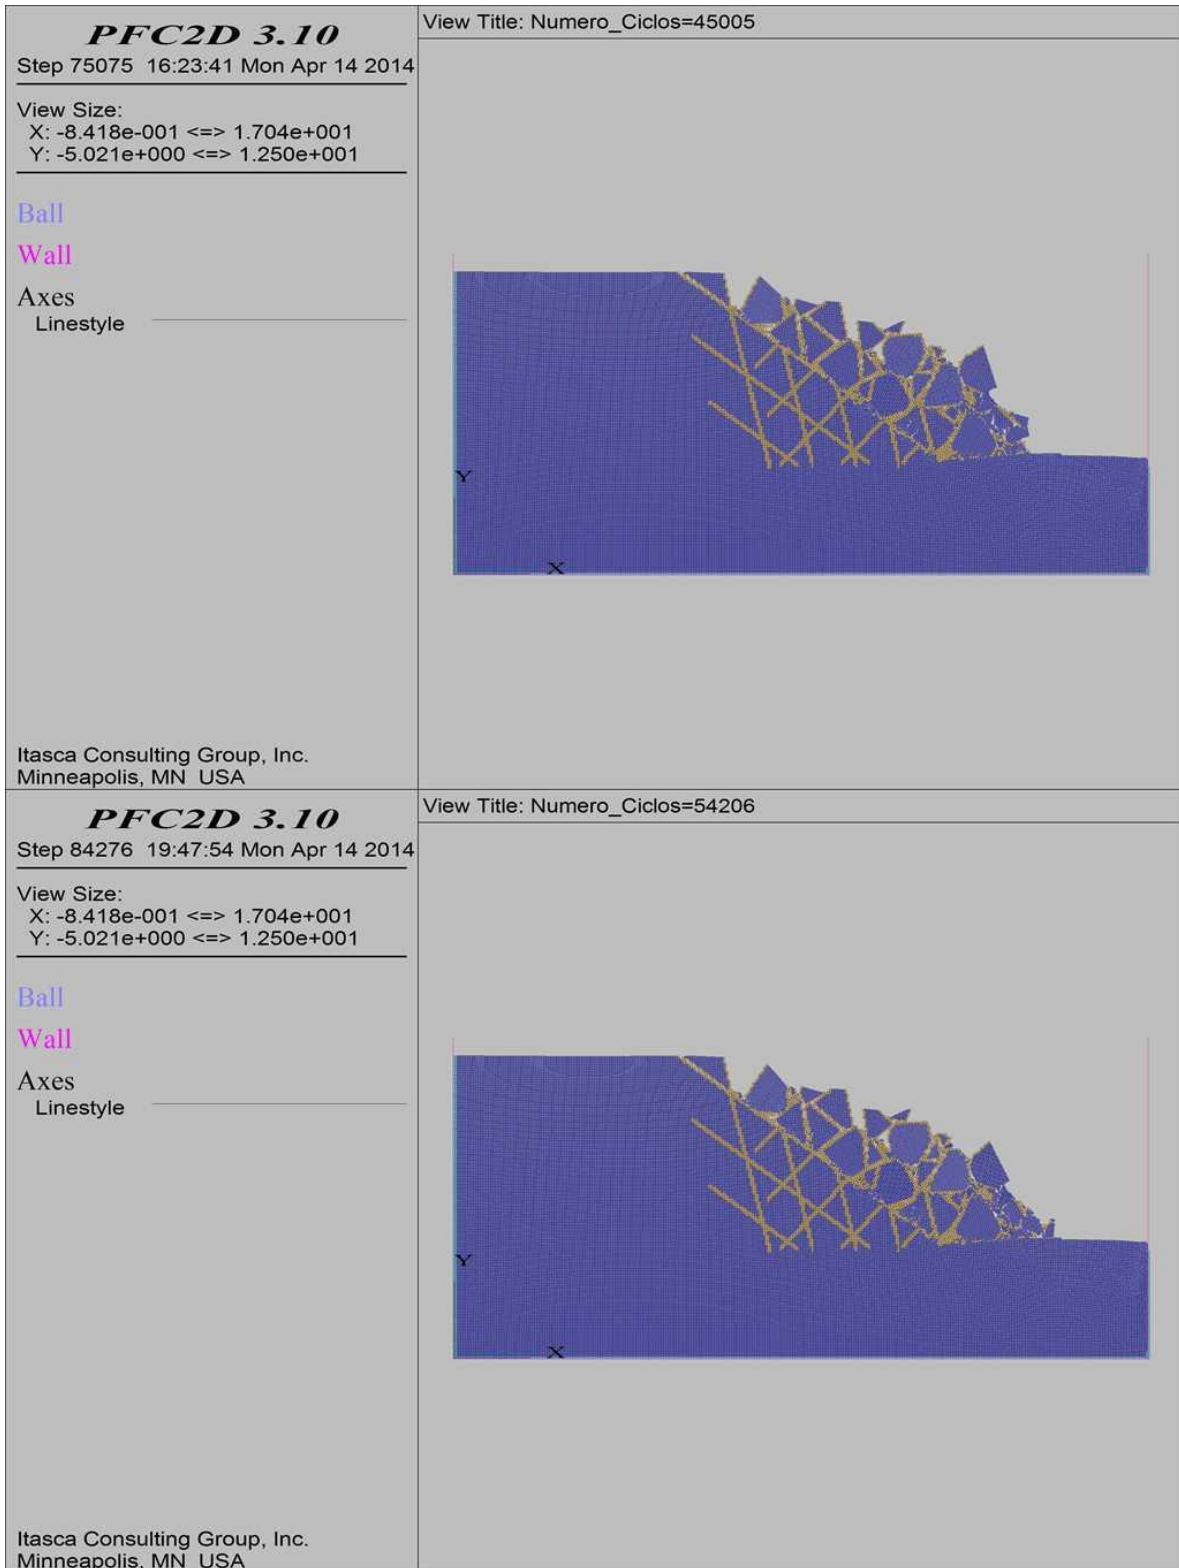 PFC2D 3.10
Step 75075  16:23:41 Mon Apr 14 2014
View Size:
X: -8.418e-001 <=> 1.704e+001
Y: -5.021e+000 <=> 1.250e+001
Ball
Wall
Axes
Linestyle
Itasca Consulting Group, Inc.
Minneapolis, MN  USA
View Title: Numero_Ciclos=45005
Y
X
PFC2D 3.10
Step 84276  19:47:54 Mon Apr 14 2014
View Size:
X: -8.418e-001 <=> 1.704e+001
Y: -5.021e+000 <=> 1.250e+001
Ball
Wall
Axes
Linestyle
Itasca Consulting Group, Inc.
Minneapolis, MN  USA
View Title: Numero_Ciclos=54206
Y
X